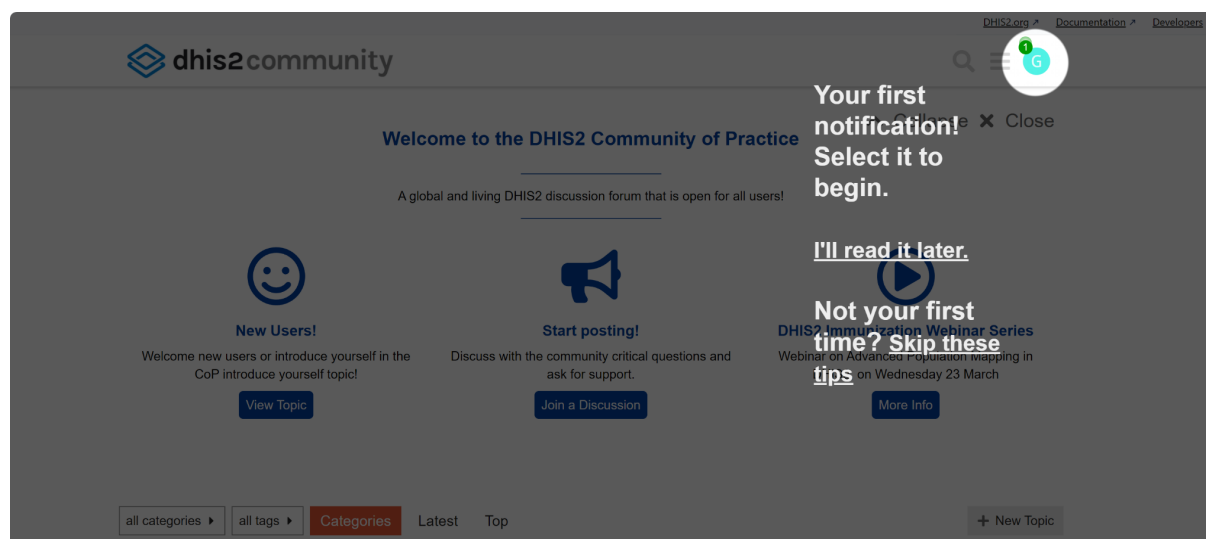 DHIS2.org ↗ Documentation ↗ Developers
dhis2 community
1
G
Your first
notification!
Select it to
begin.
I'll read it later.
Not your first
time? Skip these
tips
Collapse ✖ Close
Welcome to the DHIS2 Community of Practice
A global and living DHIS2 discussion forum that is open for all users!
New Users!
Welcome new users or introduce yourself in the
CoP introduce yourself topic!
View Topic
Start posting!
Discuss with the community critical questions and
ask for support.
Join a Discussion
DHIS2 Immunization Webinar Series
Webinar on Advanced Population Mapping in
on Wednesday 23 March
More Info
all categories ▸ all tags ▸ Categories Latest Top + New Topic